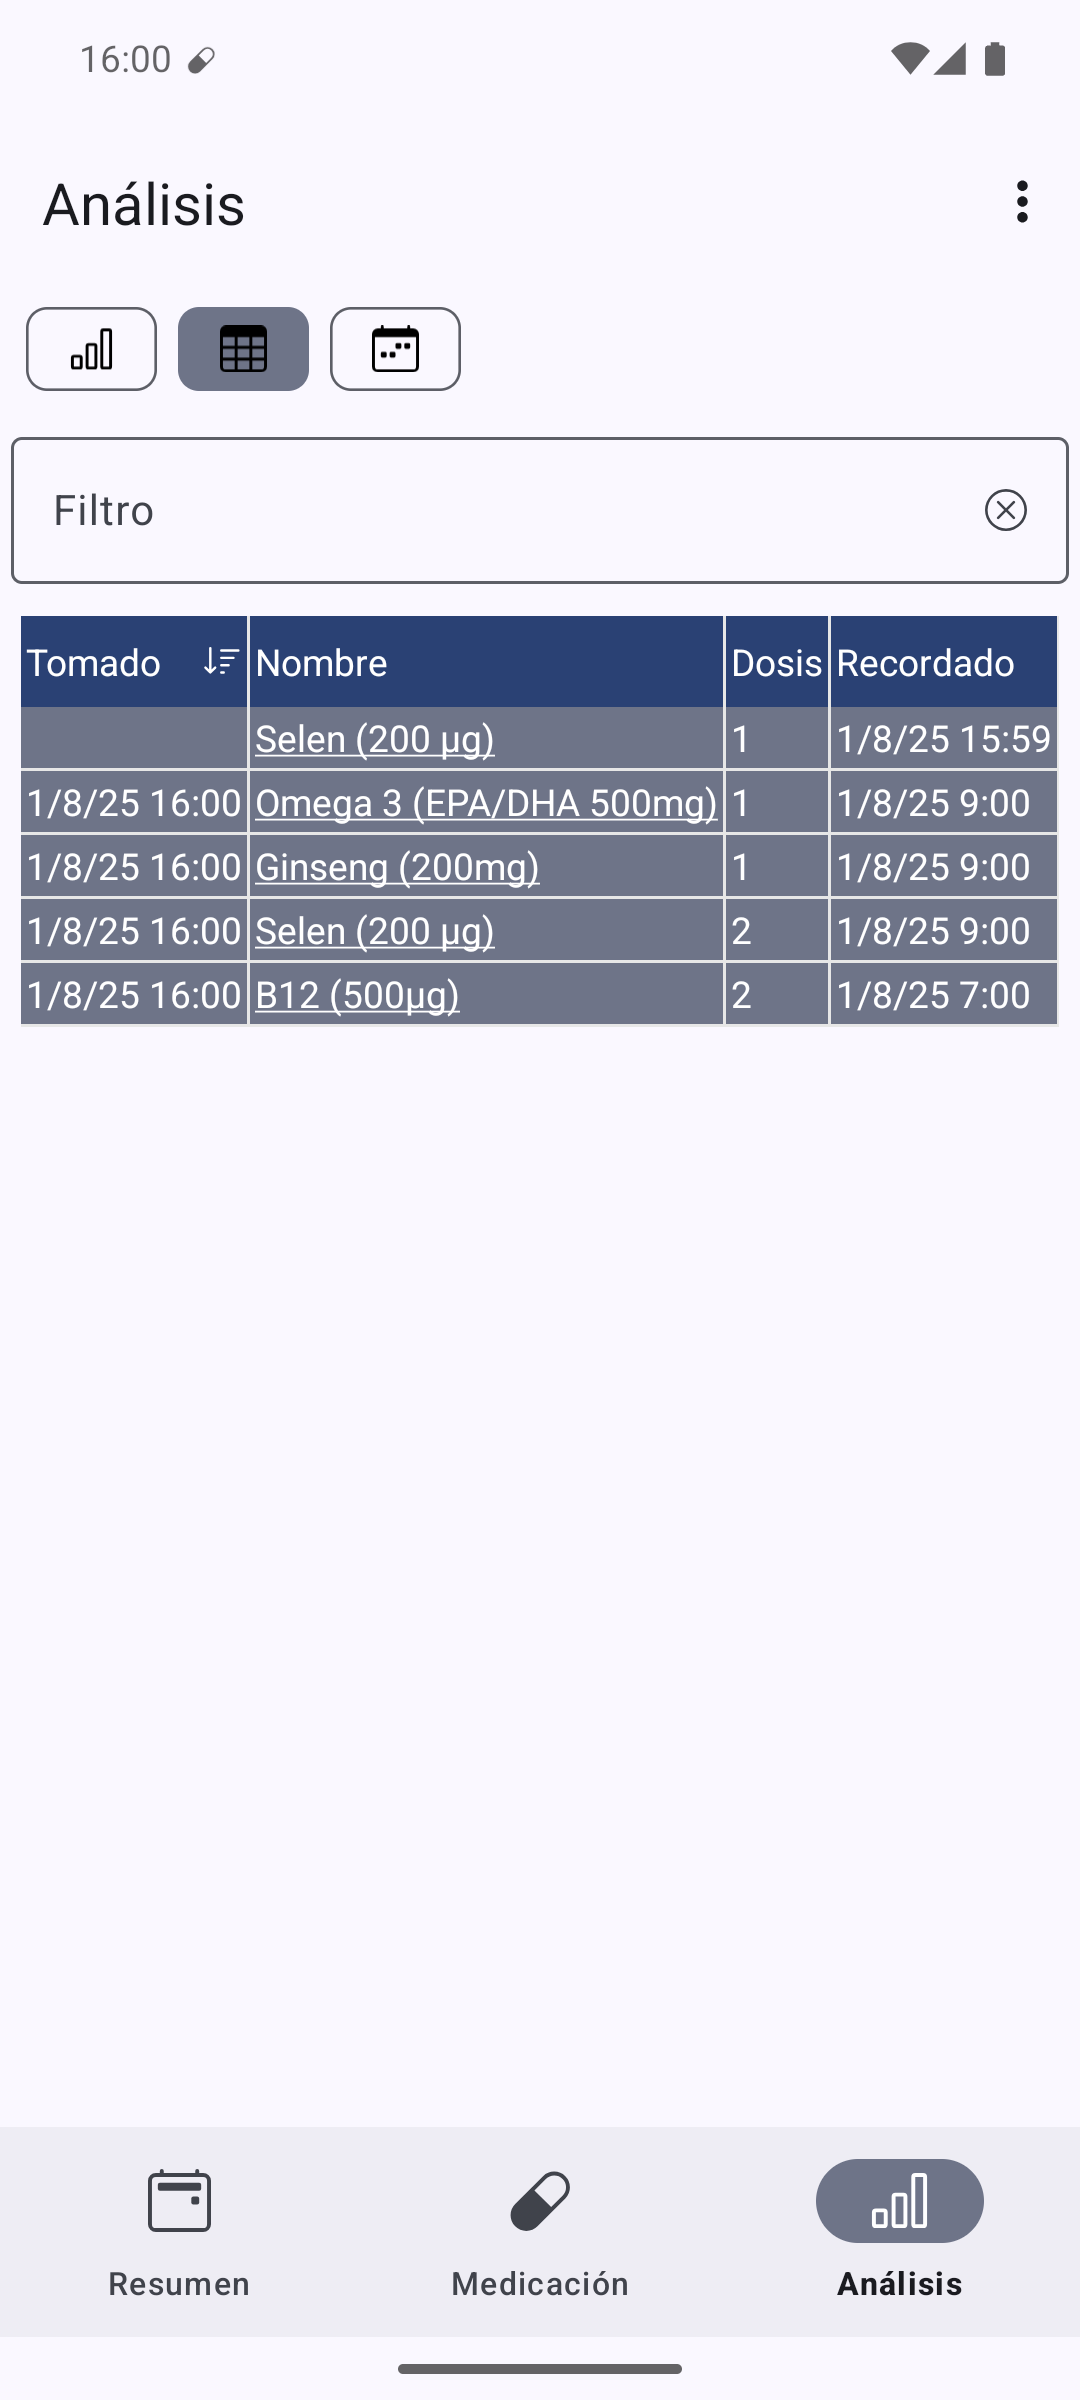 16:00
Análisis
Filtro
Tomado Nombre Dosis Recordado
Selen (200 µg) 1 1/8/25 15:59
1/8/25 16:00 Omega 3 (EPA/DHA 500mg) 1 1/8/25 9:00
1/8/25 16:00 Ginseng (200mg) 1 1/8/25 9:00
1/8/25 16:00 Selen (200 µg) 2 1/8/25 9:00
1/8/25 16:00 B12 (500µg) 2 1/8/25 7:00
Resumen Medicación Análisis